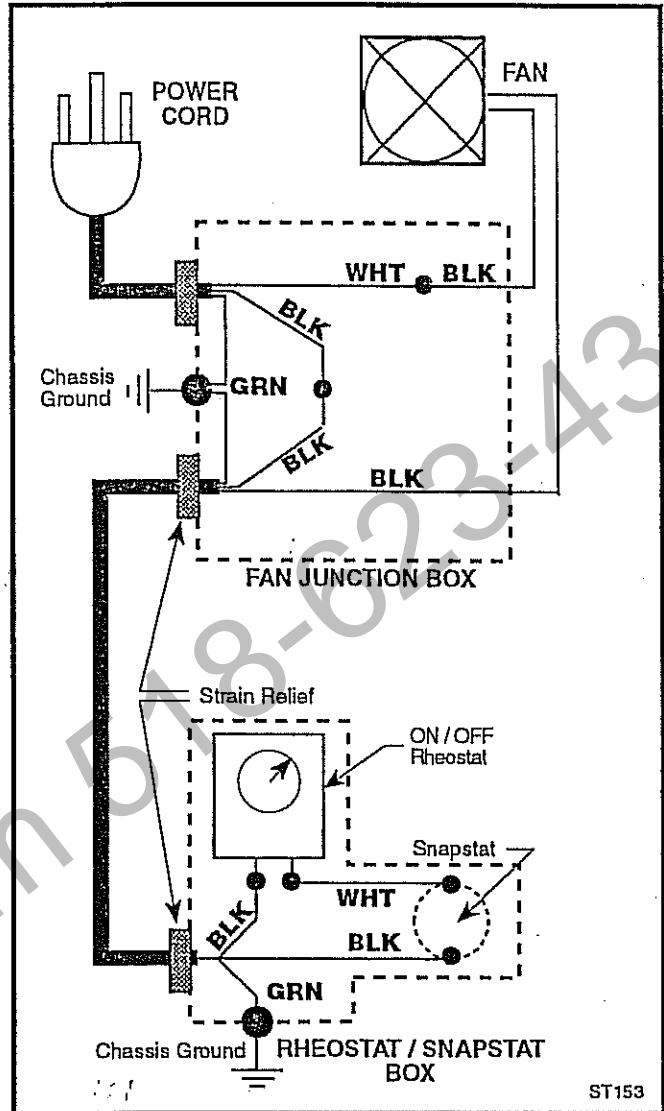 POWER
CORD
FAN
WHT BLK
BLK
Chassis
Ground
GRN
BLK
BLK
FAN JUNCTION BOX
Strain Relief
ON / OFF
Rheostat
Snapstat
WHT
BLK
BLK
GRN
Chassis Ground
RHEOSTAT / SNAPSTAT
BOX
ST153
518-623-43